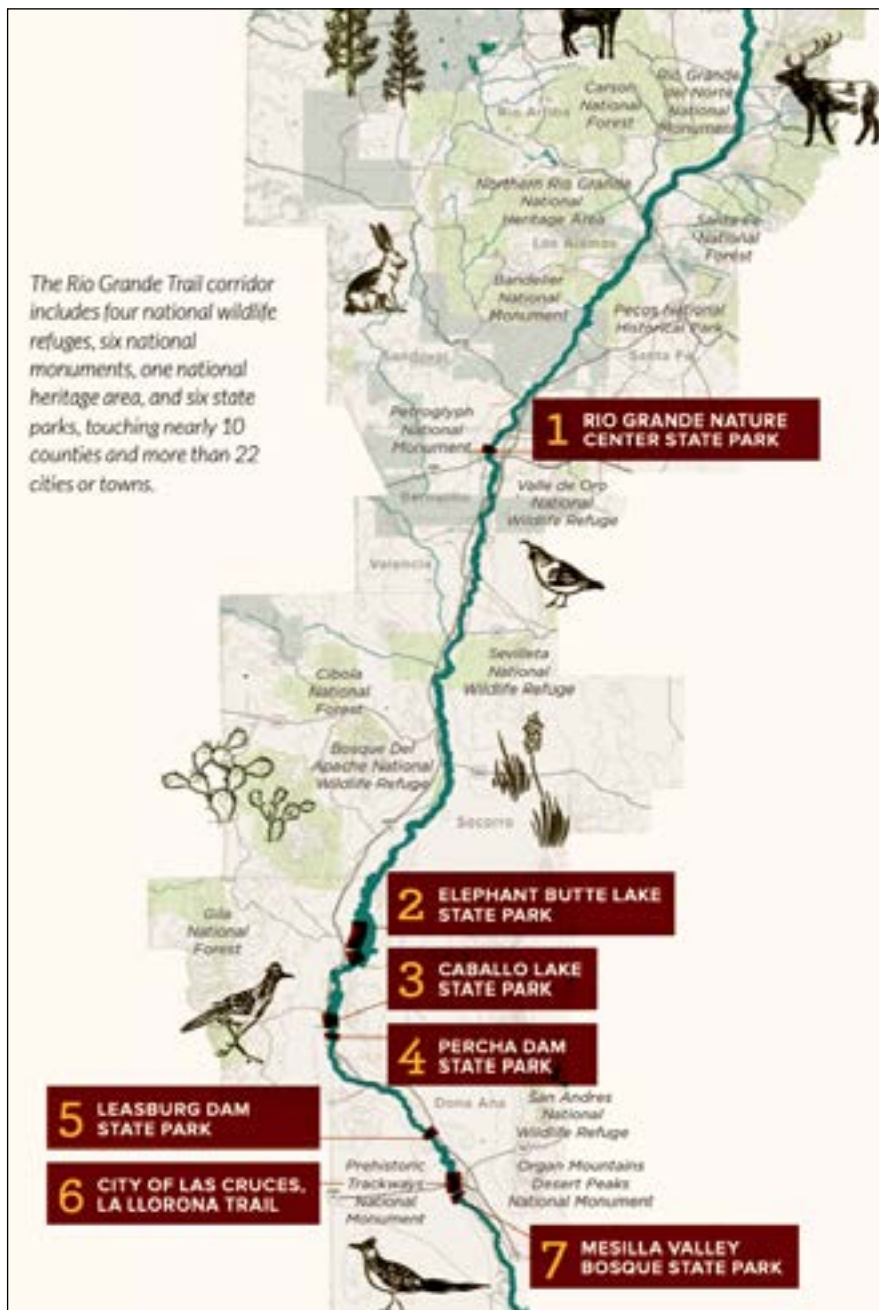 Carson
National
Forest
Rio Grande
del Norte
National
Monument
Rio Arriba
Northern Rio Grande
National
Heritage Area
Santa Fe
National
Forest
Los Alamos
The Rio Grande Trail corridor
includes four national wildlife
refuges, six national
monuments, one national
heritage area, and six state
parks, touching nearly 10
counties and more than 22
cities or towns.
Bandelier
National
Monument
Pecos National
Historical Park
Sandoval
Santa Fe
Petroglyph
National
Monument
1 RIO GRANDE NATURE
CENTER STATE PARK
Bernalillo
Valle de Oro
National
Wildlife Refuge
Valencia
Sevilleta
National
Wildlife Refuge
Cibola
National
Forest
Bosque Del
Apache National
Wildlife Refuge
Socorro
2 ELEPHANT BUTTE LAKE
STATE PARK
Gila
National
Forest
3 CABALLO LAKE
STATE PARK
4 PERCHA DAM
STATE PARK
5 LEASBURG DAM
STATE PARK
Dona Ana
San Andres
National
Wildlife Refuge
6 CITY OF LAS CRUCES,
LA LLORONA TRAIL
Prehistoric
Trackways
National
Monument
Organ Mountains
Desert Peaks
National Monument
7 MESILLA VALLEY
BOSQUE STATE PARK